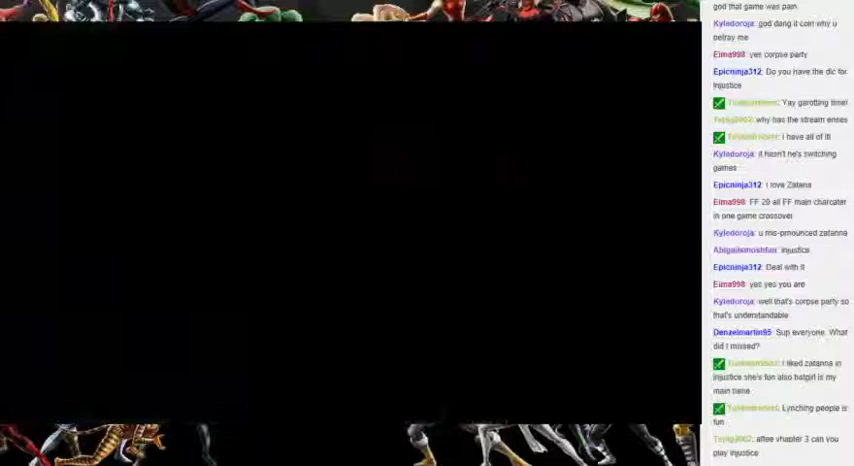 god that game was pain
Kyledoroja: god dang it corr why u
betray me
Elma998: yes corpse party
Epicninja312: Do you have the dlc for
injustice
Yay garotting time!
why has the stream enses
I have all of it!
Kyledoroja: it hasn't he's switching
games
Epicninja312: I love Zatana
Elma998: FF 20 all FF main charcater
in one game crossover
Kyledoroja: u mis-prnounced zatanna
injustice
Epicninja312: Deal with it
Elma998: yes yes you are
Kyledoroja: well that's corpse party so
that's understandable
Denzelmartin95: Sup everyone. What
did I missed?
I liked zatanna in
injustice she's fun also batgirl is my
main
Lynching people is
fun
aftee vhapter 3 can you
play injustice